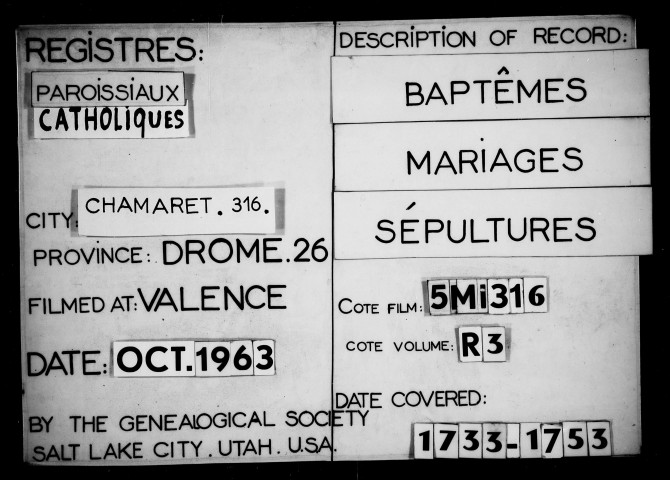 REGISTRES:
PAROISSIAUX
CATHOLIQUES
CITY: CHAMARET. 316.
PROVINCE: DROME.26
FILMED AT: VALENCE
DATE: OCT.1963
BY THE GENEALOGICAL SOCIETY
SALT LAKE CITY. UTAH. U.S.A.
DESCRIPTION OF RECORD:
BAPTÊMES
MARIAGES
SÉPULTURES
COTE FILM: 5Mi316
COTE VOLUME: R3
DATE COVERED:
1733-1753